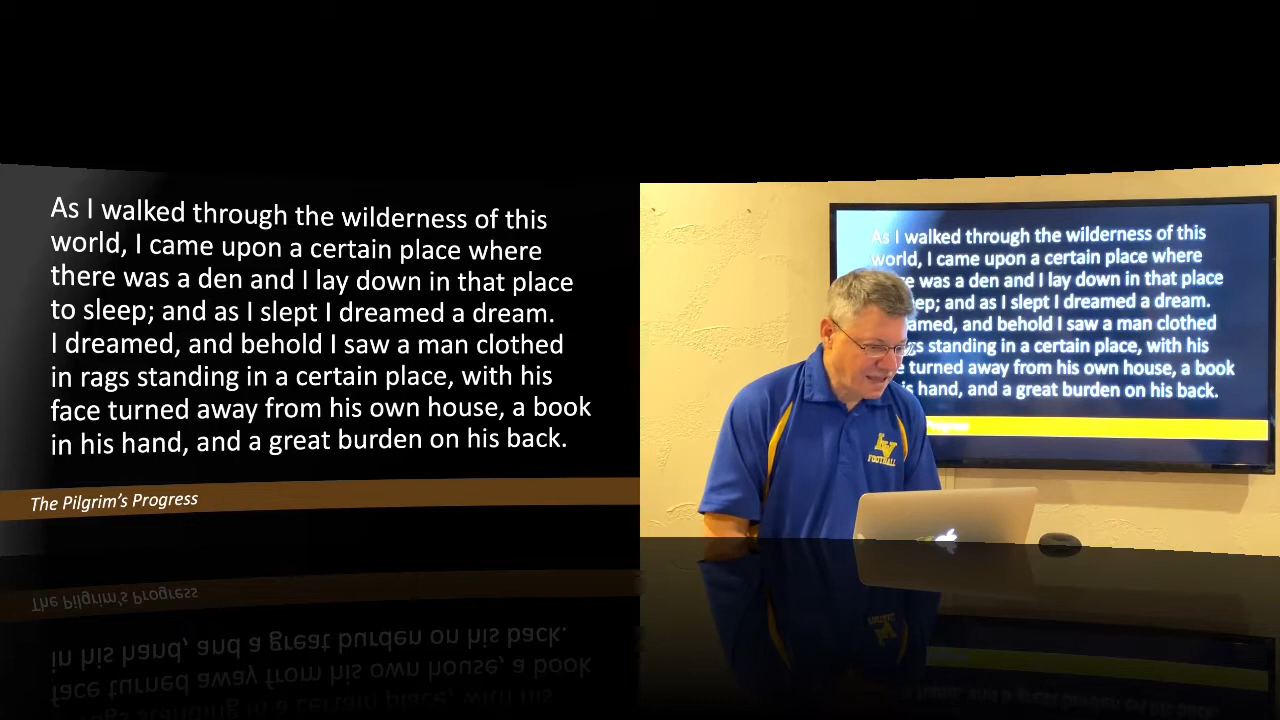 As I walked through the wilderness of this
world, I came upon a certain place where
there was a den and I lay down in that place
to sleep; and as I slept I dreamed a dream.
I dreamed, and behold I saw a man clothed
in rags standing in a certain place, with his
face turned away from his own house, a book
in his hand, and a great burden on his back.
The Pilgrim's Progress
As I walked through the wilderness of this
world, I came upon a certain place where
was a den and I lay down in that place
and as I slept I dreamed a dream.
and behold I saw a man clothed
standing in a certain place, with his
turned away from his own house, a book
hand, and a great burden on his back.
Progress
LV
FOOTBALL